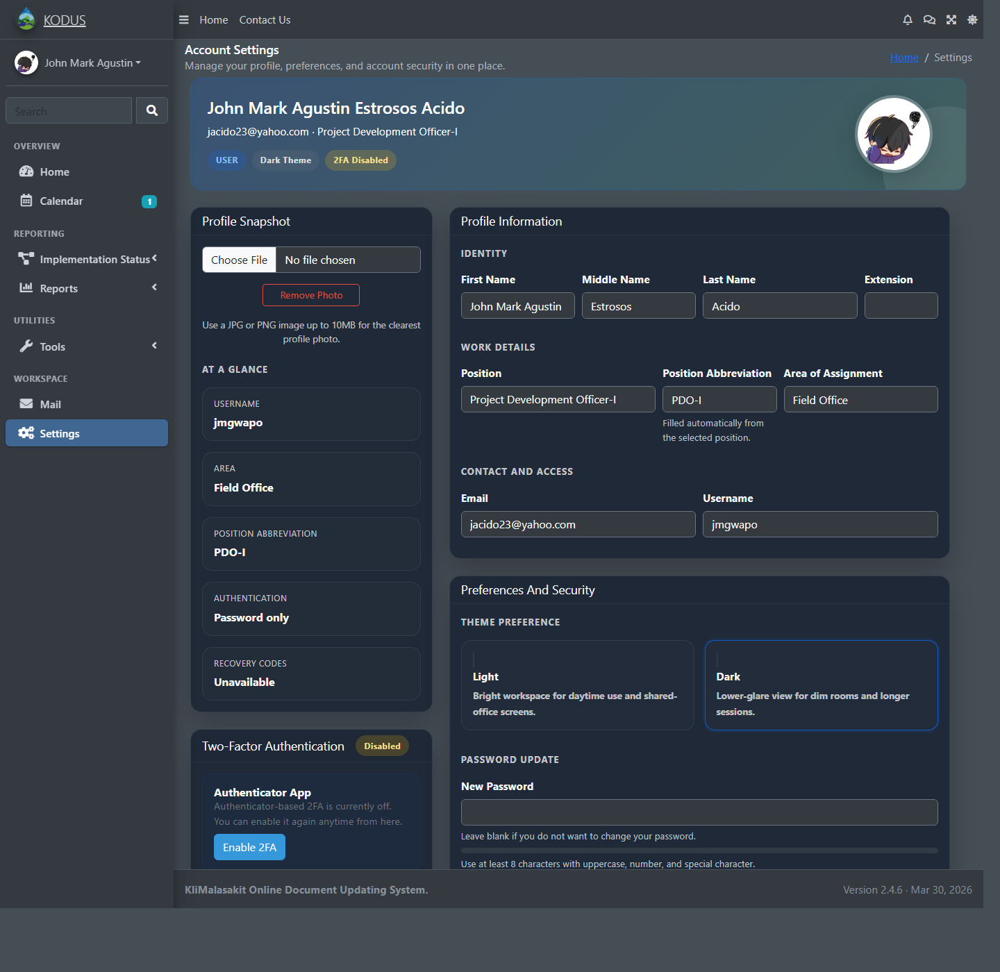 KODUS
Home
Contact Us
John Mark Agustin
Search
OVERVIEW
Home
Calendar
1
REPORTING
Implementation Status
Reports
UTILITIES
Tools
WORKSPACE
Mail
Settings
Account Settings
Manage your profile, preferences, and account security in one place.
Home / Settings
John Mark Agustin Estrosos Acido
jacido23@yahoo.com · Project Development Officer-I
USER
Dark Theme
2FA Disabled
Profile Snapshot
Choose File
No file chosen
Remove Photo
Use a JPG or PNG image up to 10MB for the clearest
profile photo.
AT A GLANCE
USERNAME
jmgwapo
AREA
Field Office
POSITION ABBREVIATION
PDO-I
AUTHENTICATION
Password only
RECOVERY CODES
Unavailable
Two-Factor Authentication
Disabled
Authenticator App
Authenticator-based 2FA is currently off.
You can enable it again anytime from here.
Enable 2FA
Profile Information
IDENTITY
First Name
Middle Name
Last Name
Extension
John Mark Agustin
Estrosos
Acido
WORK DETAILS
Position
Position Abbreviation
Area of Assignment
Project Development Officer-I
PDO-I
Field Office
Filled automatically from
the selected position.
CONTACT AND ACCESS
Email
Username
jacido23@yahoo.com
jmgwapo
Preferences And Security
THEME PREFERENCE
Light
Bright workspace for daytime use and shared-
office screens.
Dark
Lower-glare view for dim rooms and longer
sessions.
PASSWORD UPDATE
New Password
Leave blank if you do not want to change your password.
Use at least 8 characters with uppercase, number, and special character.
KliMalasakit Online Document Updating System.
Version 2.4.6 · Mar 30, 2026